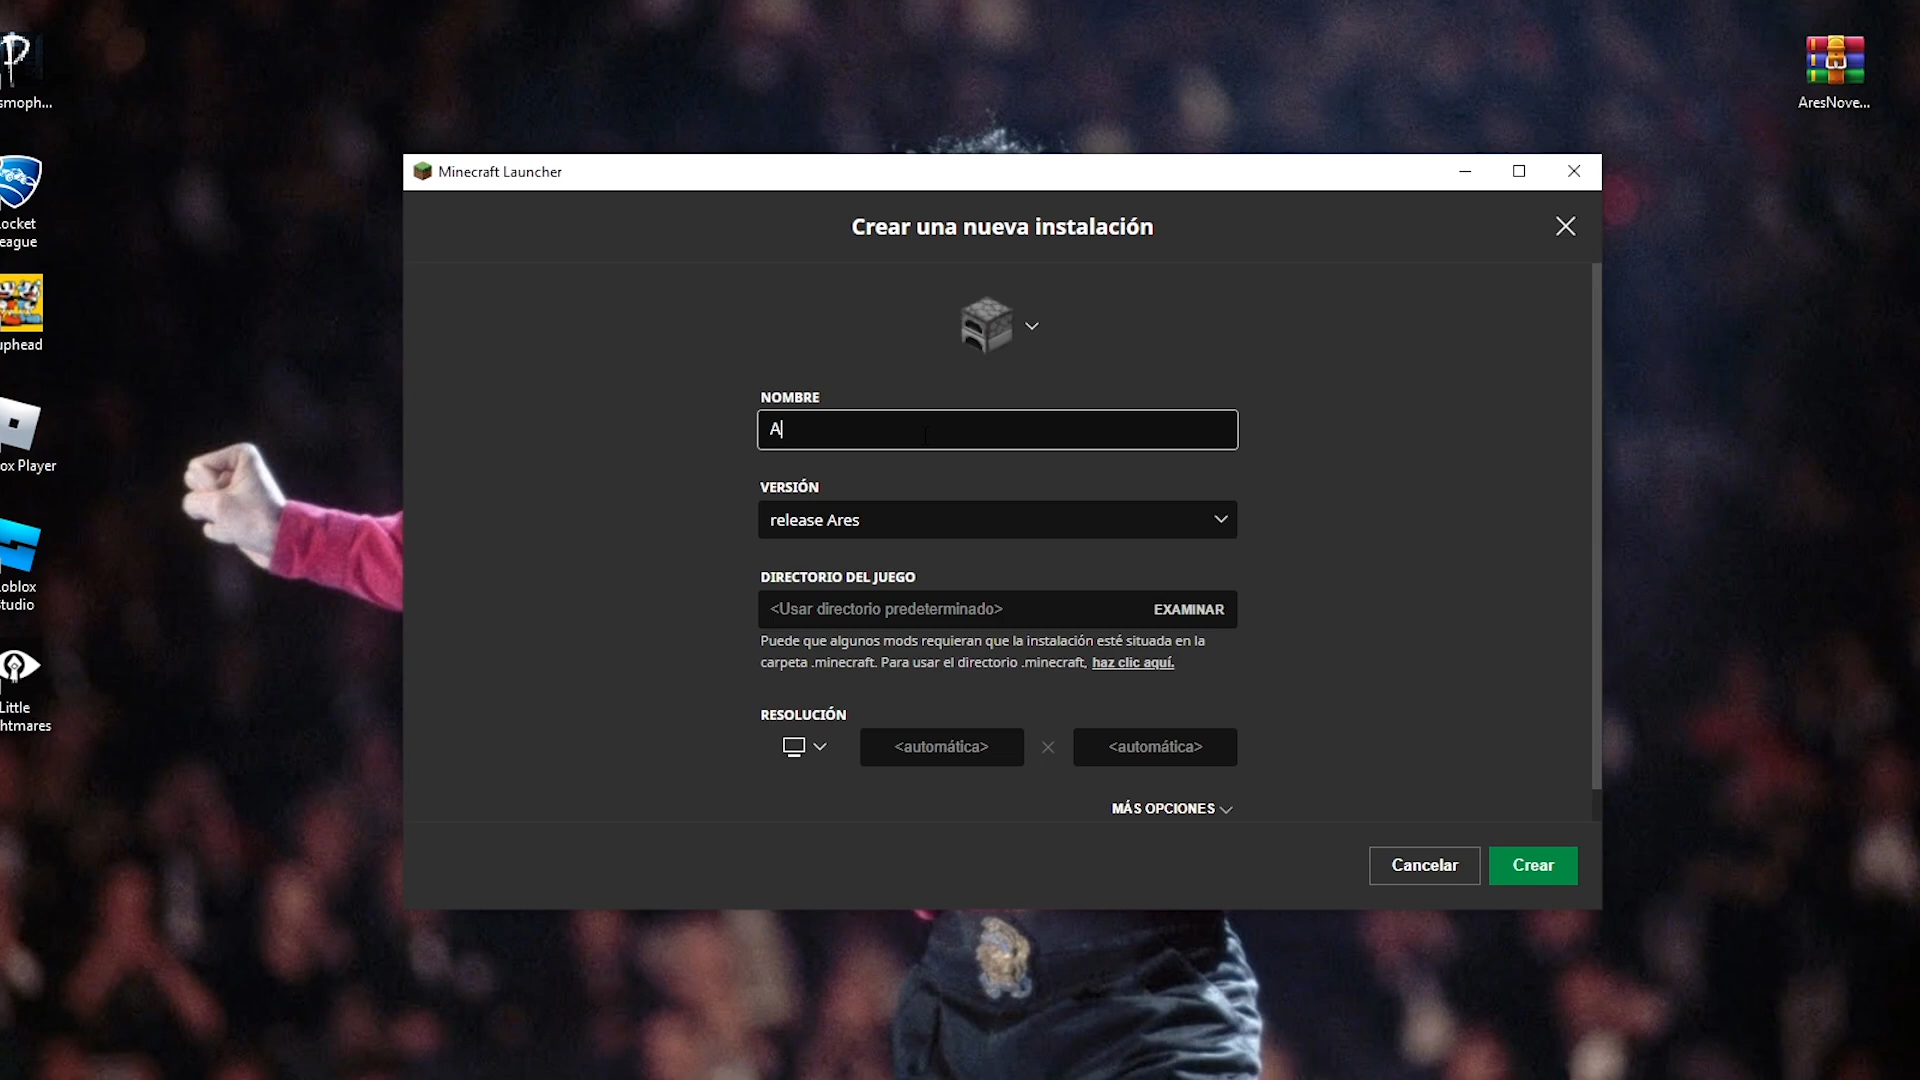 smoph...
ocket
eague
uphead
ox Player
oblox
Studio
Little
htmares
AresNove...
Minecraft Launcher
Crear una nueva instalación
NOMBRE
A
VERSIÓN
release Ares
DIRECTORIO DEL JUEGO
<Usar directorio predeterminado> EXAMINAR
Puede que algunos mods requieran que la instalación esté situada en la
carpeta .minecraft. Para usar el directorio .minecraft, haz clic aquí.
RESOLUCIÓN
<automática> <automática>
MÁS OPCIONES
Cancelar Crear